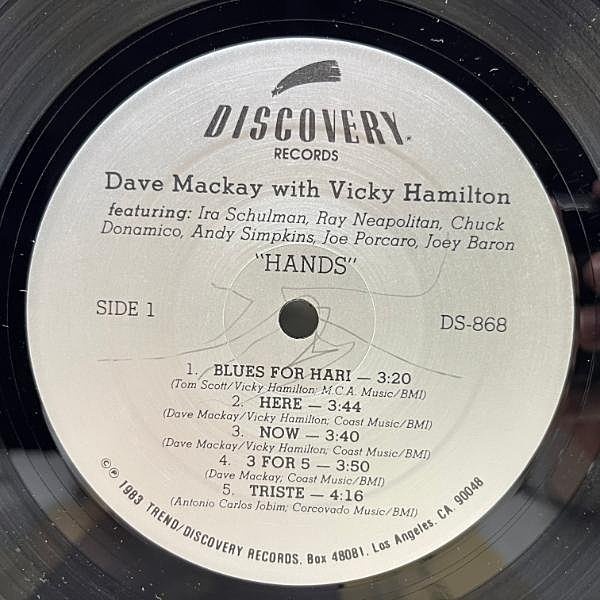 DISCOVERY
RECORDS
Dave Mackay with Vicky Hamilton
featuring: Ira Schulman, Ray Neapolitan, Chuck
Donamico, Andy Simpkins, Joe Porcaro, Joey Baron
"HANDS"
SIDE 1
DS-868
1. BLUES FOR HARI — 3:20
(Tom Scott/Vicky Hamilton; M.C.A. Music/BMI)
2. HERE — 3:44
(Dave Mackay/Vicky Hamilton; Coast Music/BMI)
3. NOW — 3:40
(Dave Mackay/Vicky Hamilton; Coast Music/BMI)
4. 3 FOR 5 — 3:50
(Dave Mackay, Coast Music/BMI)
5. TRISTE — 4:16
(Antonio Carlos Jobim; Corcovado Music/BMI)
©℗ 1983 TREND/DISCOVERY RECORDS, Box 48081, Los Angeles, CA. 90048